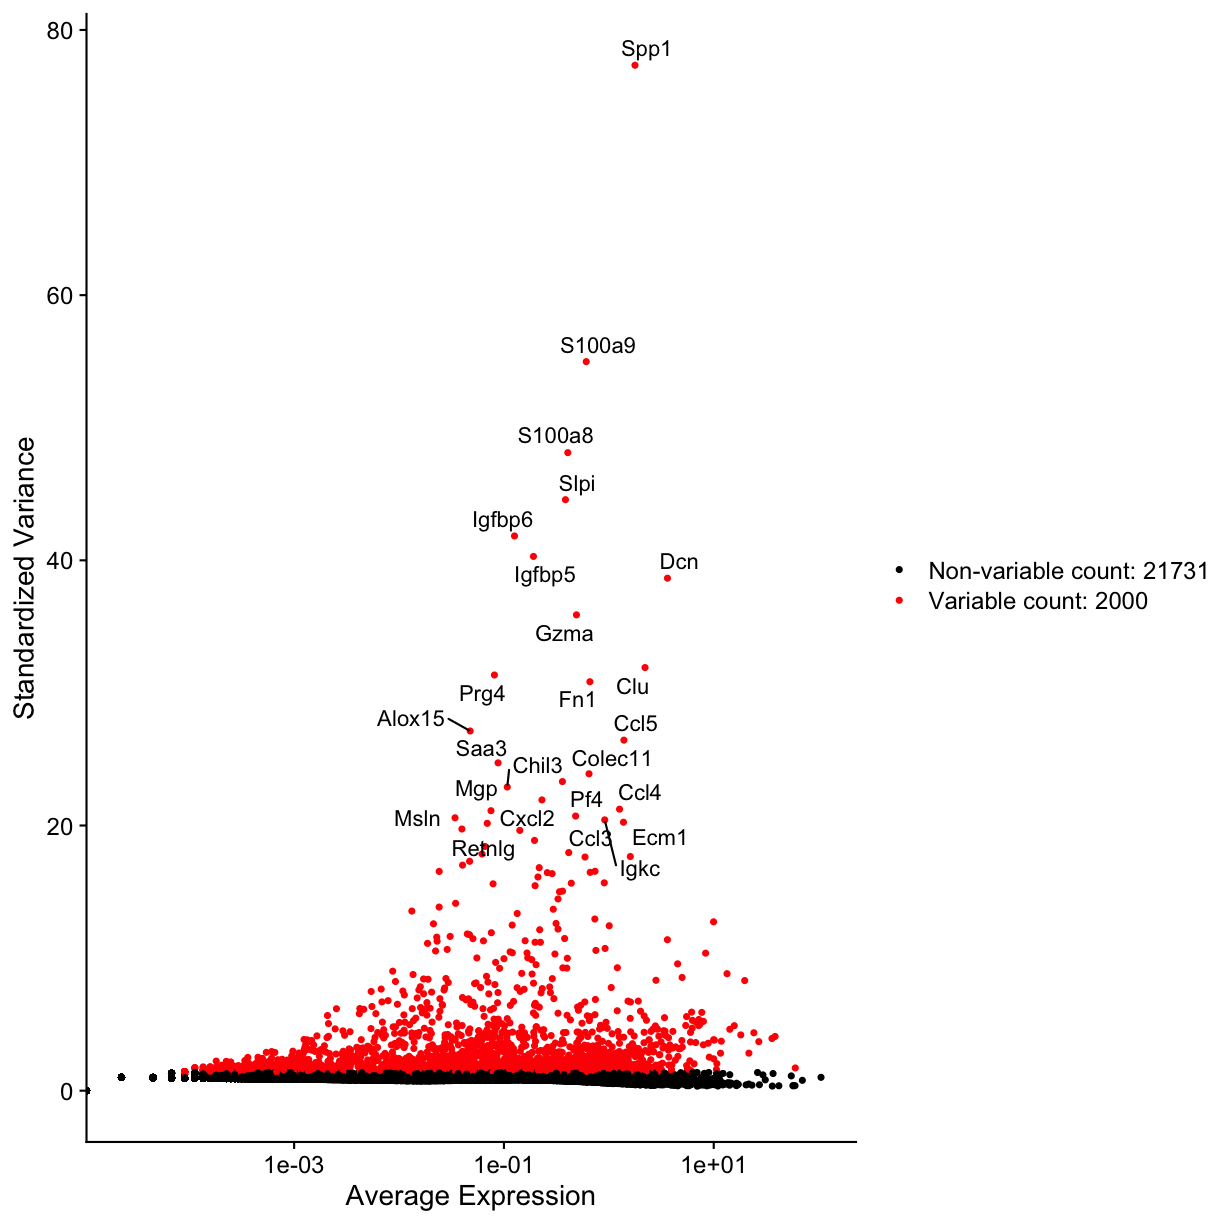 80
Spp1
60
S100a9
S100a8
Slpi
Igfbp6
40
Dcn
Igfbp5
Gzma
Clu
Prg4
Fn1
Alox15
Ccl5
Saa3
Colec11
Chil3
Mgp
Ccl4
Pf4
Msln
Cxcl2
20
Ccl3
Ecm1
Retnlg
Igkc
0
Standardized Variance
1e-03
1e-01
1e+01
Average Expression
Non-variable count: 21731
Variable count: 2000